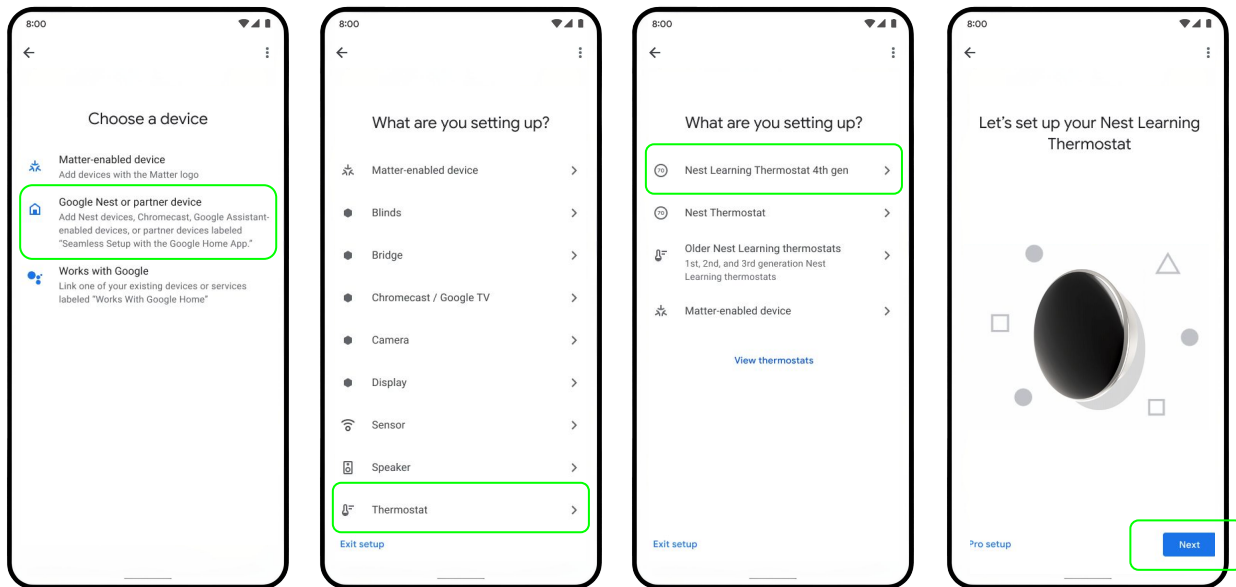 8:00
Choose a device
Matter-enabled device
Add devices with the Matter logo
Google Nest or partner device
Add Nest devices, Chromecast, Google Assistant-
enabled devices, or partner devices labeled
“Seamless Setup with the Google Home App.”
Works with Google
Link one of your existing devices or services
labeled “Works With Google Home”
8:00
What are you setting up?
Matter-enabled device
Blinds
Bridge
Chromecast / Google TV
Camera
Display
Sensor
Speaker
Thermostat
Exit setup
8:00
What are you setting up?
70 Nest Learning Thermostat 4th gen
70 Nest Thermostat
Older Nest Learning thermostats
1st, 2nd, and 3rd generation Nest
Learning thermostats
Matter-enabled device
View thermostats
Exit setup
8:00
Let’s set up your Nest Learning
Thermostat
Pro setup
Next